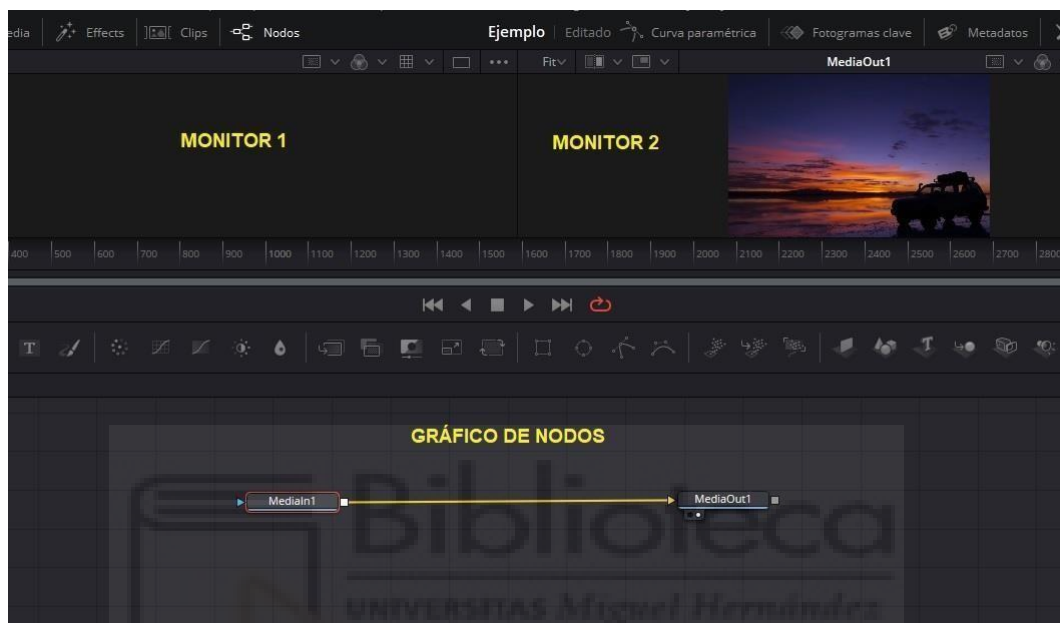 edia Effects Clips Nodos Ejemplo Editado Curva paramétrica Fotogramas clave Metadatos
Fit MediaOut1
MONITOR 1 MONITOR 2
400 500 600 700 800 900 1000 1100 1200 1300 1400 1500 1600 1700 1800 1900 2000 2100 2200 2300 2400 2500 2600 2700 2800
T
GRÁFICO DE NODOS
MediaIn1 MediaOut1
Biblioteca
UNIVERSITAS Miguel Hernández